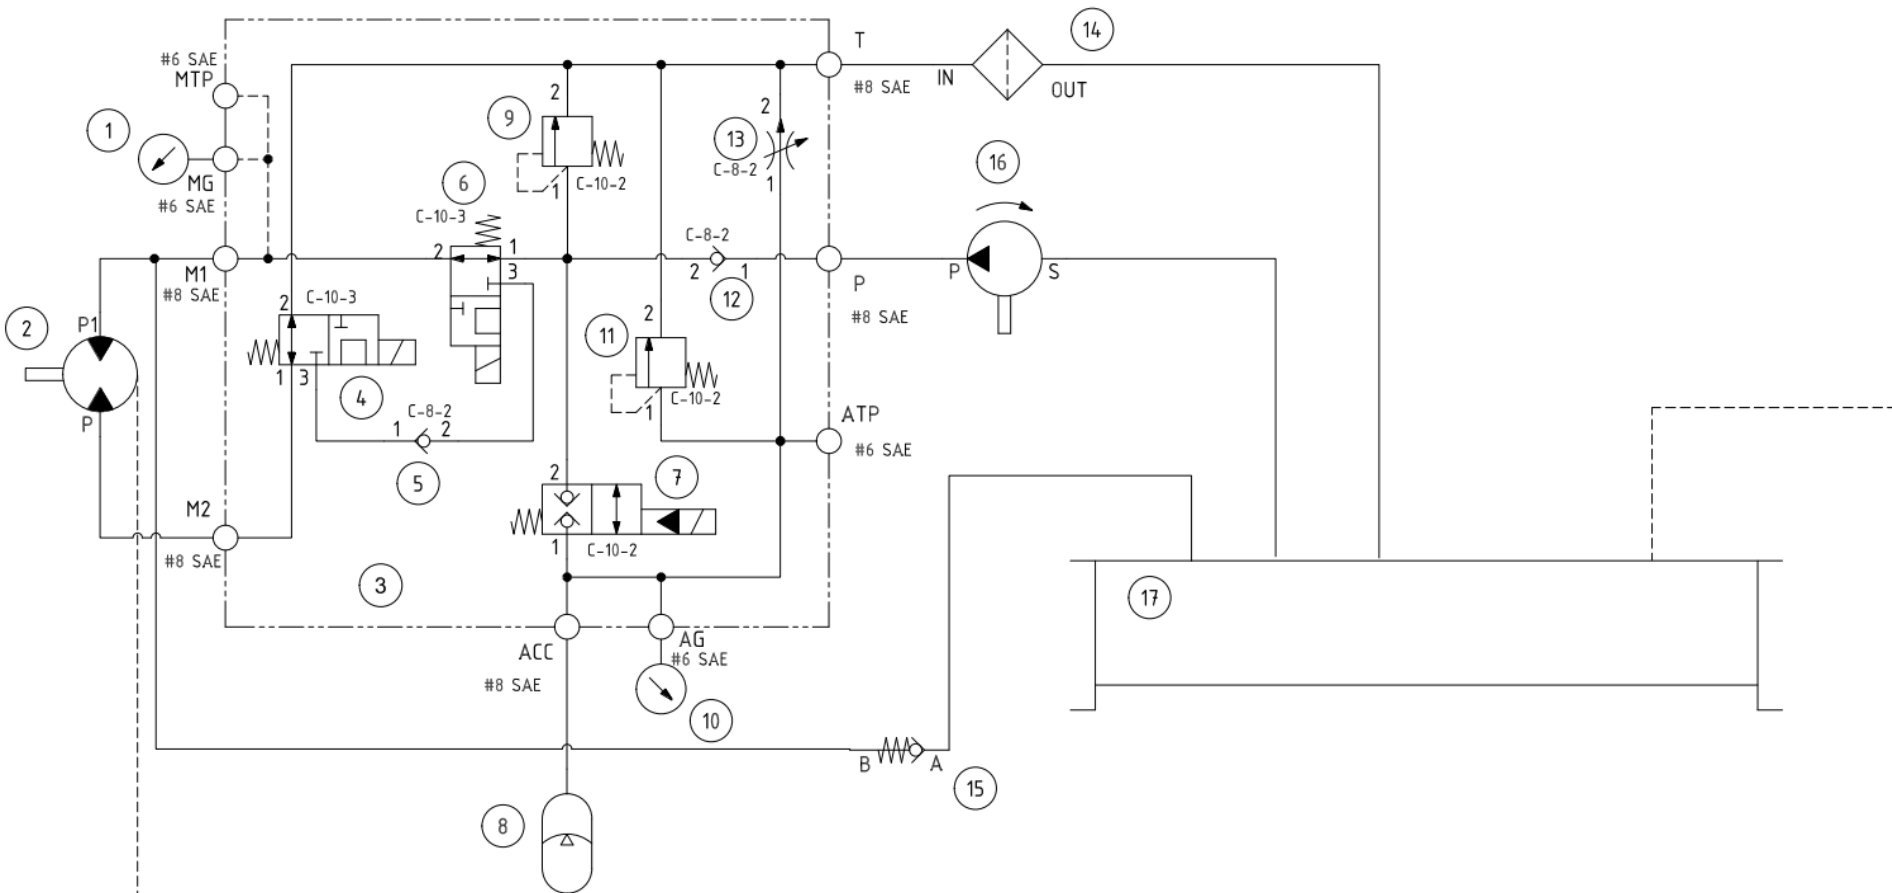 T
14
#6 SAE
MTP
IN
OUT
#8 SAE
2
9
2
1
13
C-8-2
16
6
MG
C-10-2
1
#6 SAE
C-10-3
1
C-8-2
2
1
3
2
1
P
S
M1
P
#8 SAE
C-10-3
12
2
#8 SAE
2
P1
2
11
1
3
4
C-10-2
1
C-8-2
ATP
P
1
2
#6 SAE
2
7
5
M2
1
C-10-2
#8 SAE
3
17
AG
ACC
#6 SAE
#8 SAE
10
B
A
15
8